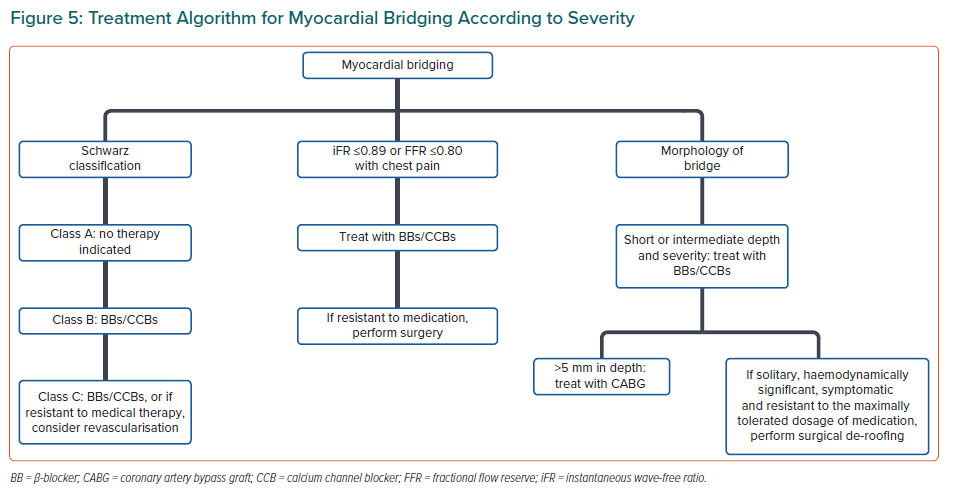 Figure 5: Treatment Algorithm for Myocardial Bridging According to Severity
Myocardial bridging
Schwarz
classification
iFR ≤0.89 or FFR ≤0.80
with chest pain
Morphology of
bridge
Class A: no therapy
indicated
Treat with BBs/CCBs
Short or intermediate depth
and severity: treat with
BBs/CCBs
Class B: BBs/CCBs
If resistant to medication,
perform surgery
Class C: BBs/CCBs, or if
resistant to medical therapy,
consider revascularisation
>5 mm in depth:
treat with CABG
If solitary, haemodynamically
significant, symptomatic
and resistant to the maximally
tolerated dosage of medication,
perform surgical de-roofing
BB = β-blocker; CABG = coronary artery bypass graft; CCB = calcium channel blocker; FFR = fractional flow reserve; iFR = instantaneous wave-free ratio.